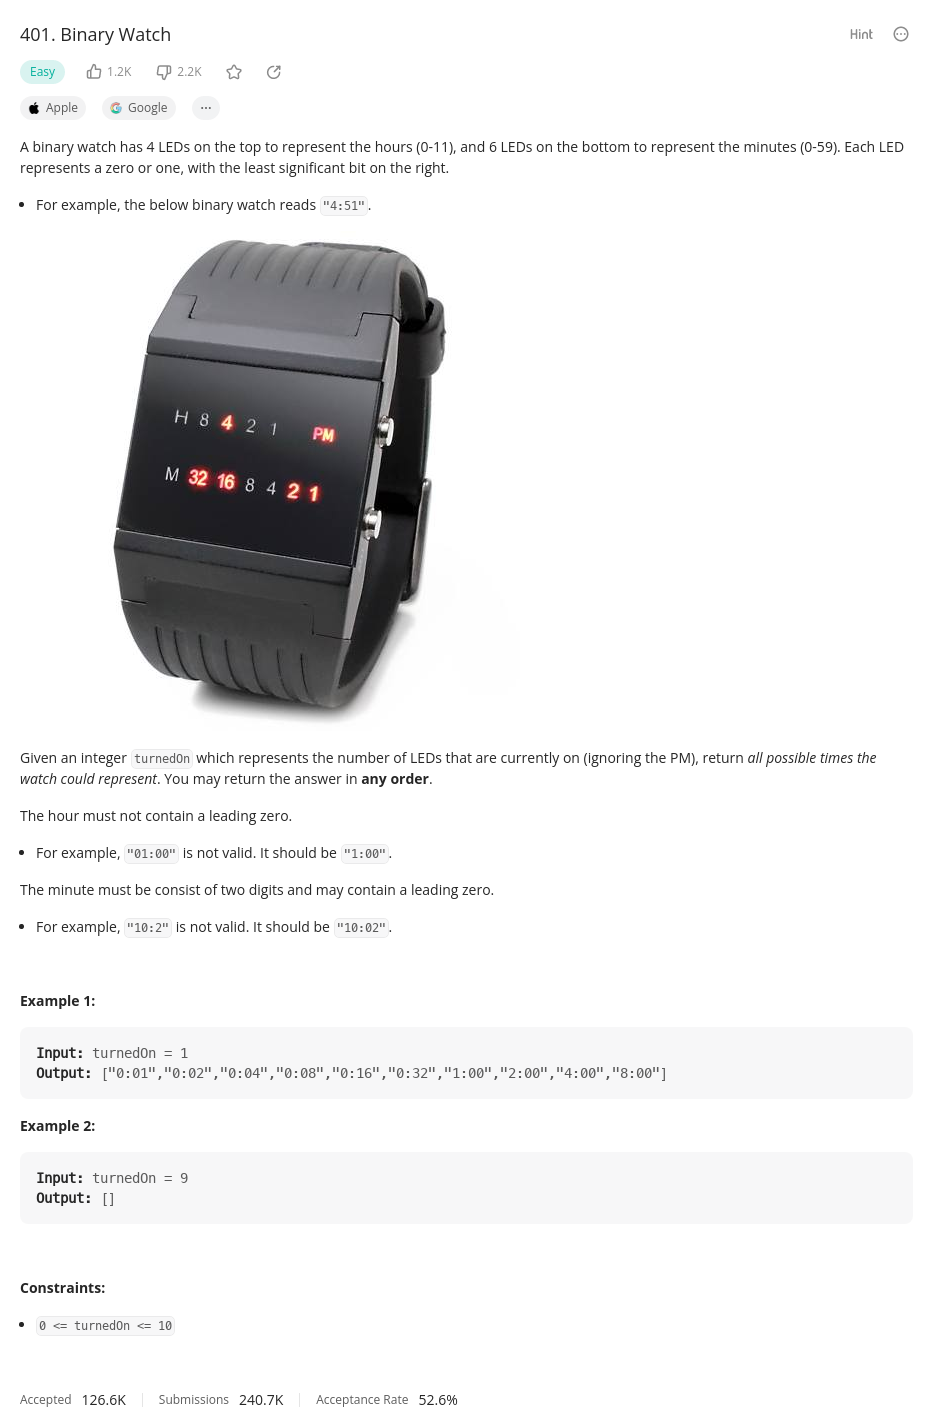 401. Binary Watch
Hint
Easy 1.2K 2.2K
Apple Google ...
A binary watch has 4 LEDs on the top to represent the hours (0-11), and 6 LEDs on the bottom to represent the minutes (0-59). Each LED
represents a zero or one, with the least significant bit on the right.
• For example, the below binary watch reads "4:51".
H 8 4 2 1 PM
M 32 16 8 4 2 1
Given an integer turnedOn which represents the number of LEDs that are currently on (ignoring the PM), return all possible times the
watch could represent. You may return the answer in any order.
The hour must not contain a leading zero.
• For example, "01:00" is not valid. It should be "1:00".
The minute must be consist of two digits and may contain a leading zero.
• For example, "10:2" is not valid. It should be "10:02".
Example 1:
Input: turnedOn = 1
Output: ["0:01","0:02","0:04","0:08","0:16","0:32","1:00","2:00","4:00","8:00"]
Example 2:
Input: turnedOn = 9
Output: []
Constraints:
• 0 <= turnedOn <= 10
Accepted 126.6K Submissions 240.7K Acceptance Rate 52.6%